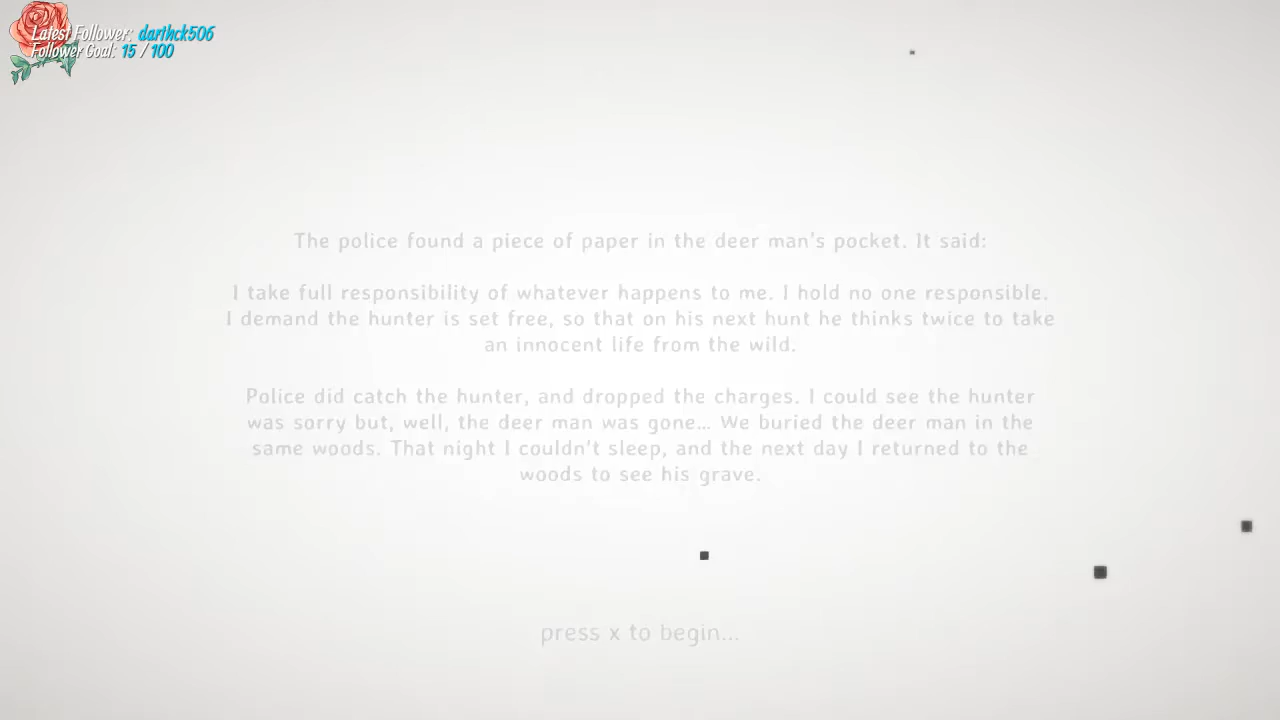 Latest Follower: darthck506
Follower Goal: 15 / 100
The police found a piece of paper in the deer man's pocket. It said:
I take full responsibility of whatever happens to me. I hold no one responsible.
I demand the hunter is set free, so that on his next hunt he thinks twice to take
an innocent life from the wild.
Police did catch the hunter, and dropped the charges. I could see the hunter
was sorry but, well, the deer man was gone... We buried the deer man in the
same woods. That night I couldn't sleep, and the next day I returned to the
woods to see his grave.
press x to begin...